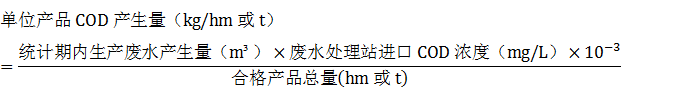 单位产品 COD 产生量（kg/hm 或 t）
= 统计期内生产废水产生量（m³ ）×废水处理站进口 COD 浓度（mg/L）× 10⁻³
合格产品总量(hm 或 t)